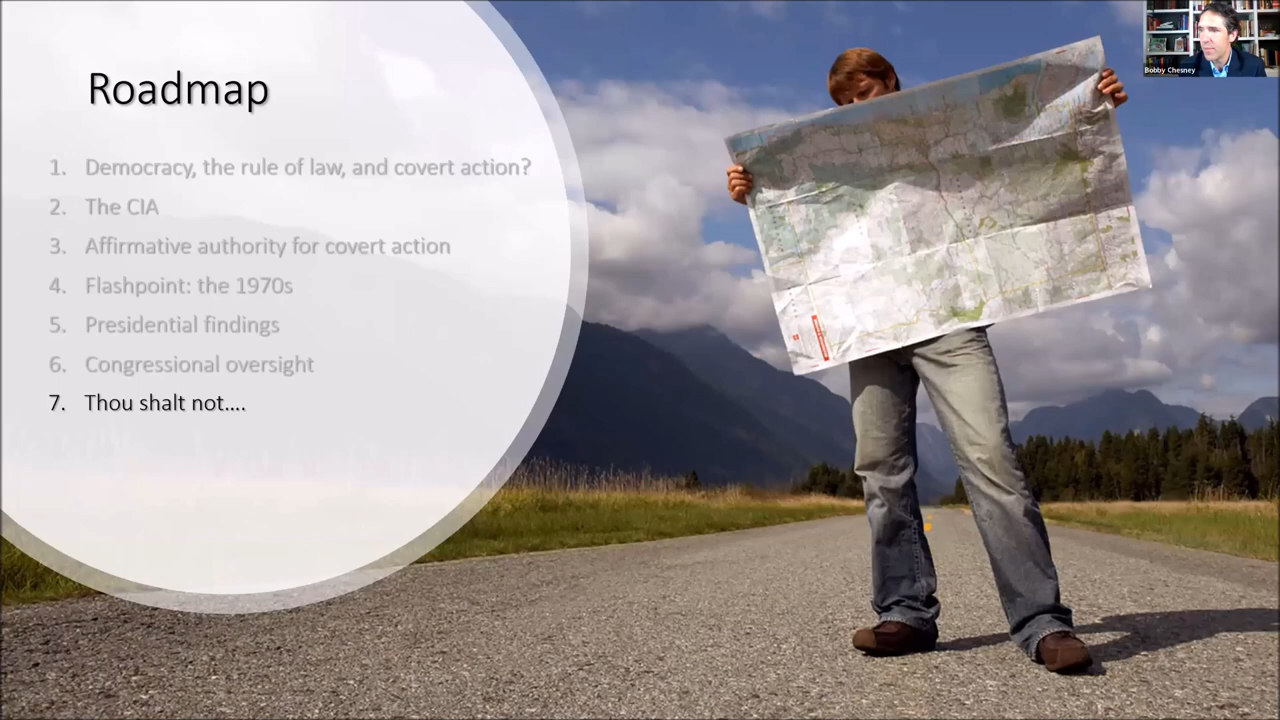 Roadmap
1. Democracy, the rule of law, and covert action?
2. The CIA
3. Affirmative authority for covert action
4. Flashpoint: the 1970s
5. Presidential findings
6. Congressional oversight
7. Thou shalt not....
Bobby Chesney